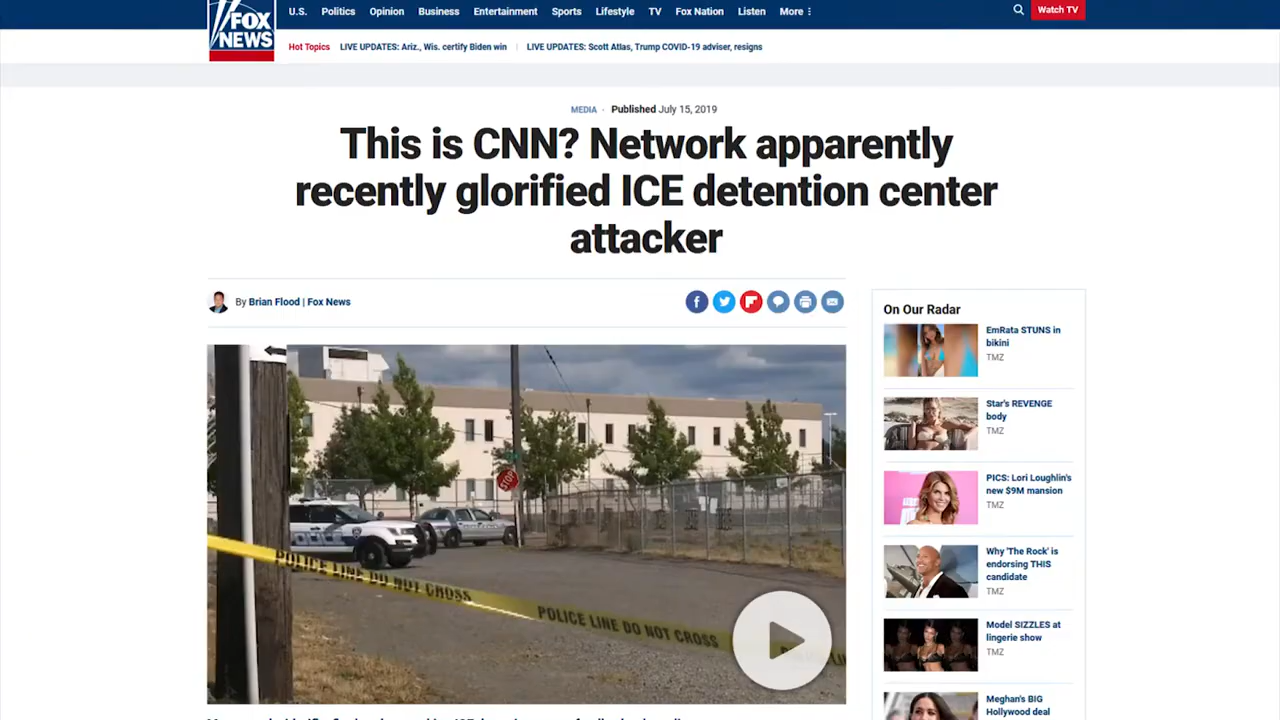 FOX
NEWS
U.S. Politics Opinion Business Entertainment Sports Lifestyle TV Fox Nation Listen More
Watch TV
Hot Topics LIVE UPDATES: Ariz., Wis. certify Biden win LIVE UPDATES: Scott Atlas, Trump COVID-19 adviser, resigns
MEDIA · Published July 15, 2019
This is CNN? Network apparently
recently glorified ICE detention center
attacker
By Brian Flood | Fox News
STOP
POLICE LINE DO NOT CROSS
POLICE LINE DO NOT CROSS
On Our Radar
EmRata STUNS in
bikini
TMZ
Star's REVENGE
body
TMZ
PICS: Lori Loughlin's
new $9M mansion
TMZ
Why 'The Rock' is
endorsing THIS
candidate
TMZ
Model SIZZLES at
lingerie show
TMZ
Meghan's BIG
Hollywood deal